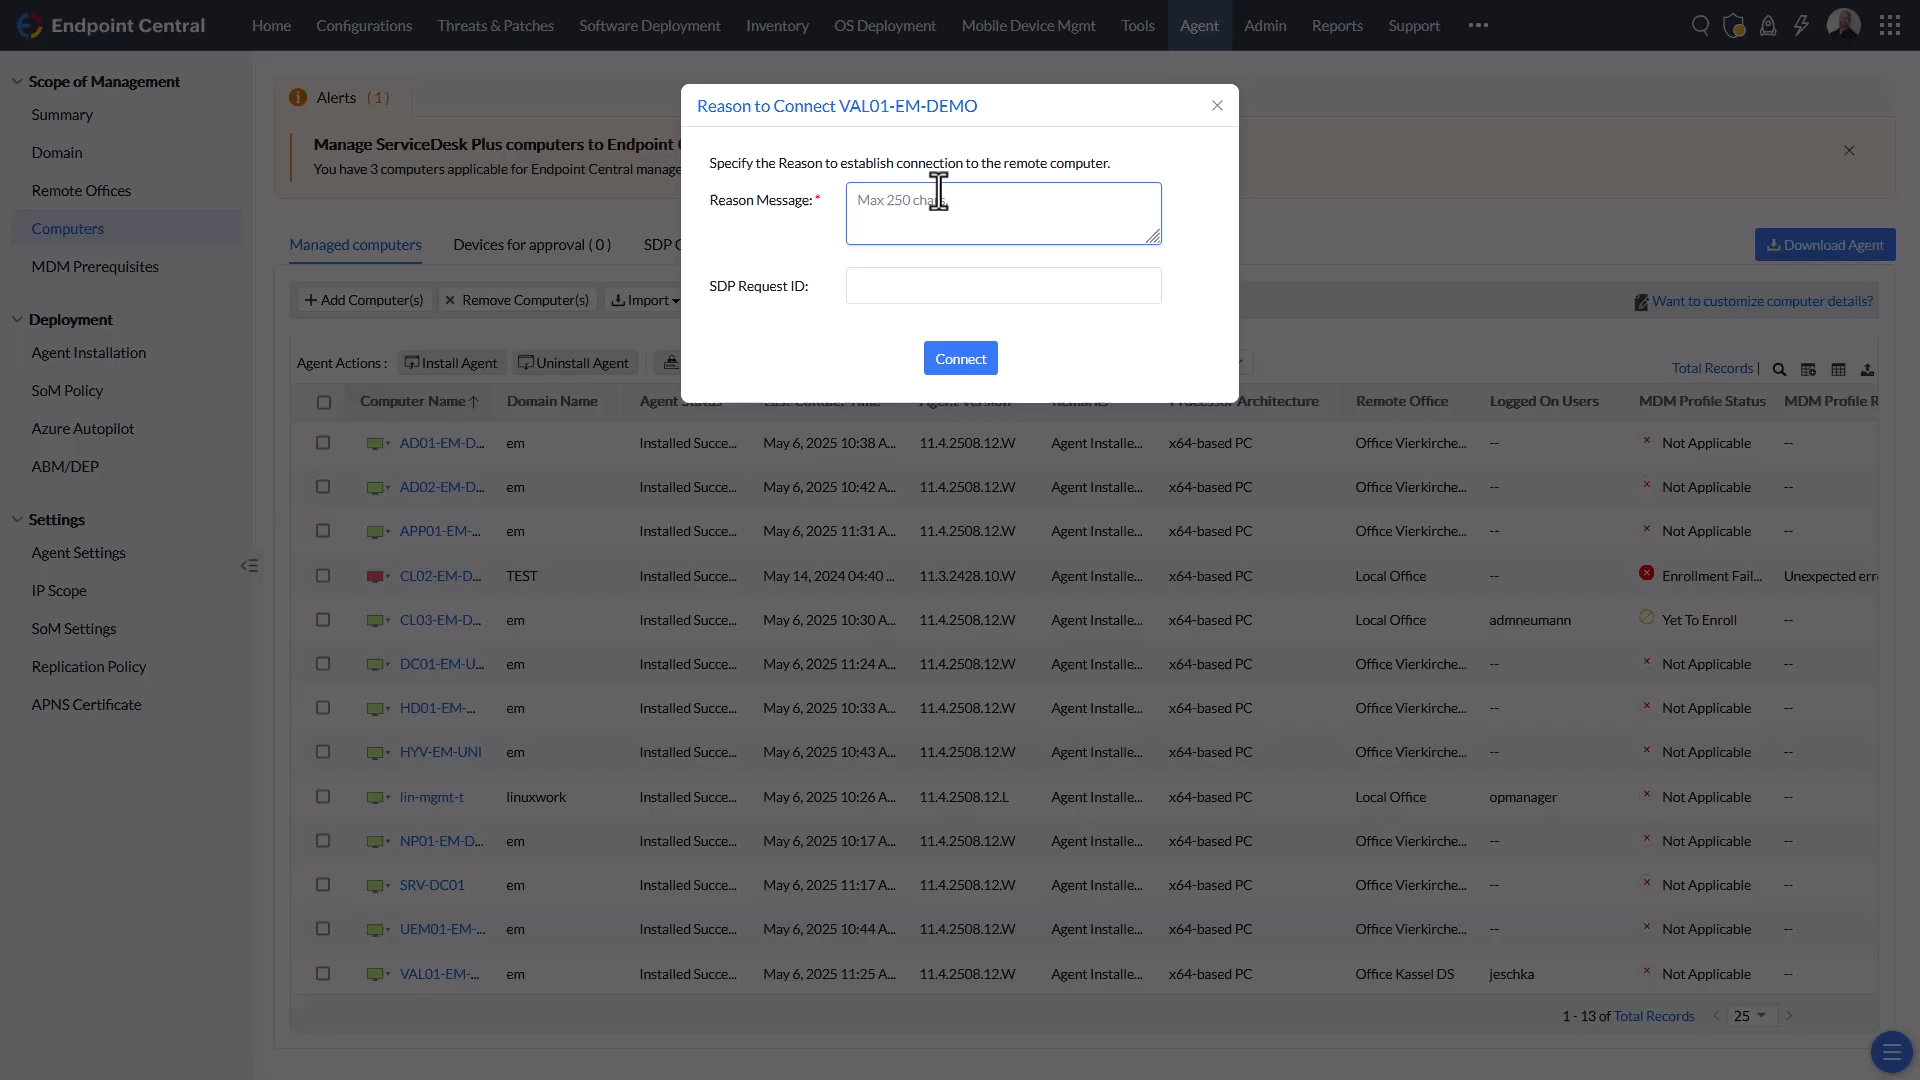 Endpoint Central
Home Configurations Threats & Patches Software Deployment Inventory OS Deployment Mobile Device Mgmt Tools Agent Admin Reports Support
Scope of Management
Summary
Domain
Remote Offices
Computers
MDM Prerequisites
Deployment
Agent Installation
SoM Policy
Azure Autopilot
ABM/DEP
Settings
Agent Settings
IP Scope
SoM Settings
Replication Policy
APNS Certificate
Alerts (1)
Manage ServiceDesk Plus computers to Endpoint
You have 3 computers applicable for Endpoint Central manage
Reason to Connect VAL01-EM-DEMO
Specify the Reason to establish connection to the remote computer.
Reason Message:*
Max 250
SDP Request ID:
Connect
Managed computers Devices for approval (0) SDP
Download Agent
+ Add Computer(s) Remove Computer(s) Import
Want to customize computer details?
Agent Actions : Install Agent Uninstall Agent
Total Records |
Computer Name Domain Name Agent Architecture Remote Office Logged On Users MDM Profile Status MDM Profile R
AD01-EM-D... em Installed Succe... May 6, 2025 10:38 A... 11.4.2508.12.W Agent Installe... x64-based PC Office Vierkirche... -- Not Applicable --
AD02-EM-D... em Installed Succe... May 6, 2025 10:42 A... 11.4.2508.12.W Agent Installe... x64-based PC Office Vierkirche... -- Not Applicable --
APP01-EM-... em Installed Succe... May 6, 2025 11:31 A... 11.4.2508.12.W Agent Installe... x64-based PC Office Vierkirche... -- Not Applicable --
CL02-EM-D... TEST Installed Succe... May 14, 2024 04:40 ... 11.3.2428.10.W Agent Installe... x64-based PC Local Office -- Enrollment Fail... Unexpected err
CL03-EM-D... em Installed Succe... May 6, 2025 10:30 A... 11.4.2508.12.W Agent Installe... x64-based PC Local Office admneumann Yet To Enroll --
DC01-EM-U... em Installed Succe... May 6, 2025 11:24 A... 11.4.2508.12.W Agent Installe... x64-based PC Office Vierkirche... -- Not Applicable --
HD01-EM-... em Installed Succe... May 6, 2025 10:33 A... 11.4.2508.12.W Agent Installe... x64-based PC Office Vierkirche... -- Not Applicable --
HYV-EM-UNI em Installed Succe... May 6, 2025 10:43 A... 11.4.2508.12.W Agent Installe... x64-based PC Office Vierkirche... -- Not Applicable --
lin-mgmt-t linuxwork Installed Succe... May 6, 2025 10:26 A... 11.4.2508.12.L Agent Installe... x64-based PC Local Office opmanager Not Applicable --
NP01-EM-D... em Installed Succe... May 6, 2025 10:17 A... 11.4.2508.12.W Agent Installe... x64-based PC Office Vierkirche... -- Not Applicable --
SRV-DC01 em Installed Succe... May 6, 2025 11:17 A... 11.4.2508.12.W Agent Installe... x64-based PC Office Vierkirche... -- Not Applicable --
UEM01-EM-... em Installed Succe... May 6, 2025 10:44 A... 11.4.2508.12.W Agent Installe... x64-based PC Office Vierkirche... -- Not Applicable --
VAL01-EM-... em Installed Succe... May 6, 2025 11:25 A... 11.4.2508.12.W Agent Installe... x64-based PC Office Kassel DS jeschka Not Applicable --
1 - 13 of Total Records 25